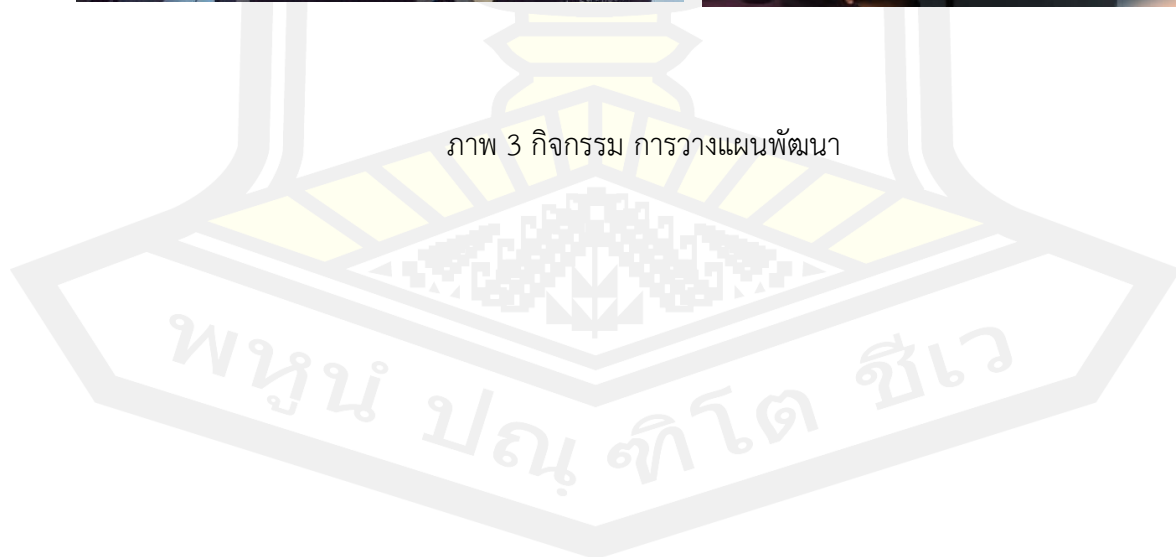 ภาพ 3 กิจกรรม การวางแผนพัฒนา
พหูนํ ปณฺฑิโต ชีเว